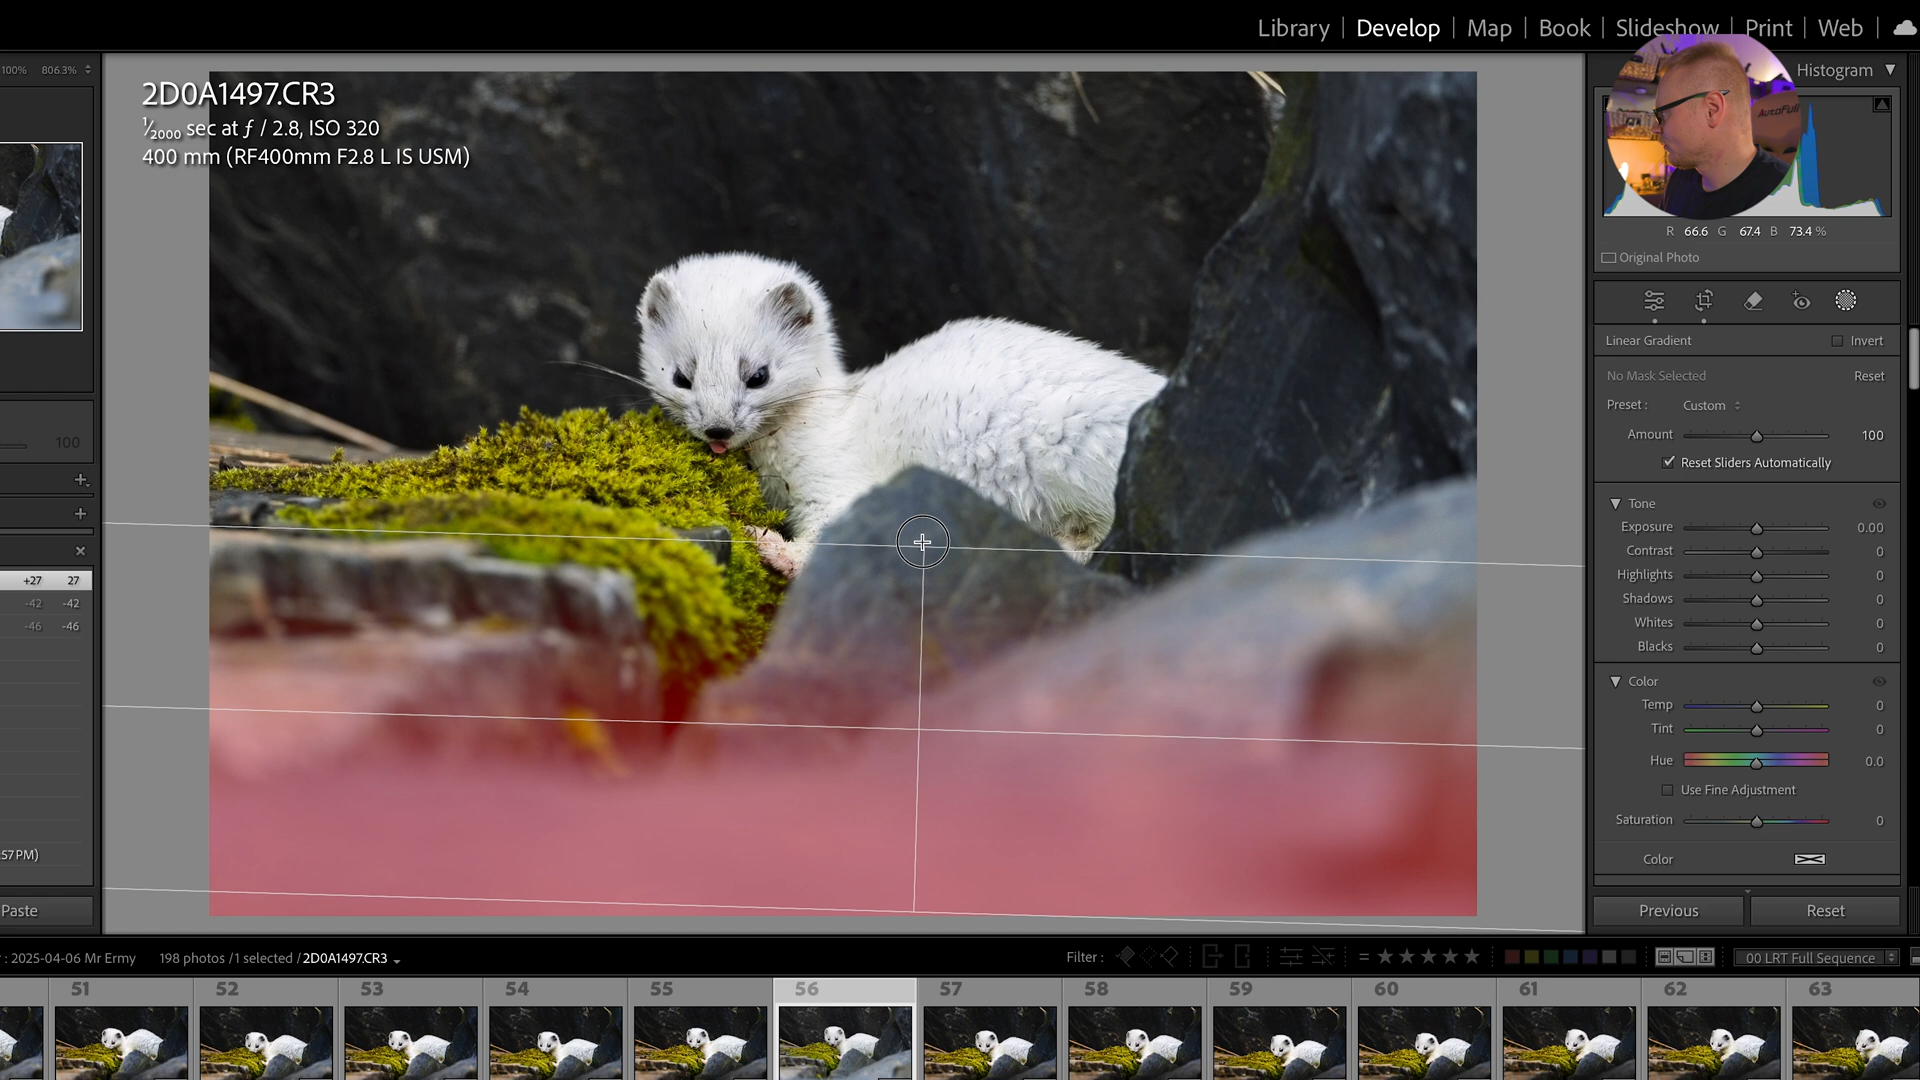 Library | Develop | Map | Book | Slideshow | Print | Web
100% 806.3%
2D0A1497.CR3
1/2000 sec at ƒ / 2.8, ISO 320
400 mm (RF400mm F2.8 L IS USM)
AutoFull
Histogram
R 66.6 G 67.4 B 73.4 %
Original Photo
Linear Gradient Invert
No Mask Selected Reset
Preset : Custom
Amount 100
Reset Sliders Automatically
Tone
Exposure 0.00
Contrast 0
Highlights 0
Shadows 0
Whites 0
Blacks 0
Color
Temp 0
Tint 0
Hue 0.0
Use Fine Adjustment
Saturation 0
Color
Previous Reset
100
+27 27
-42 -42
-46 -46
57 PM)
Paste
: 2025-04-06 Mr Ermy 198 photos / 1 selected / 2D0A1497.CR3
Filter : 00 LRT Full Sequence
51 52 53 54 55 56 57 58 59 60 61 62 63